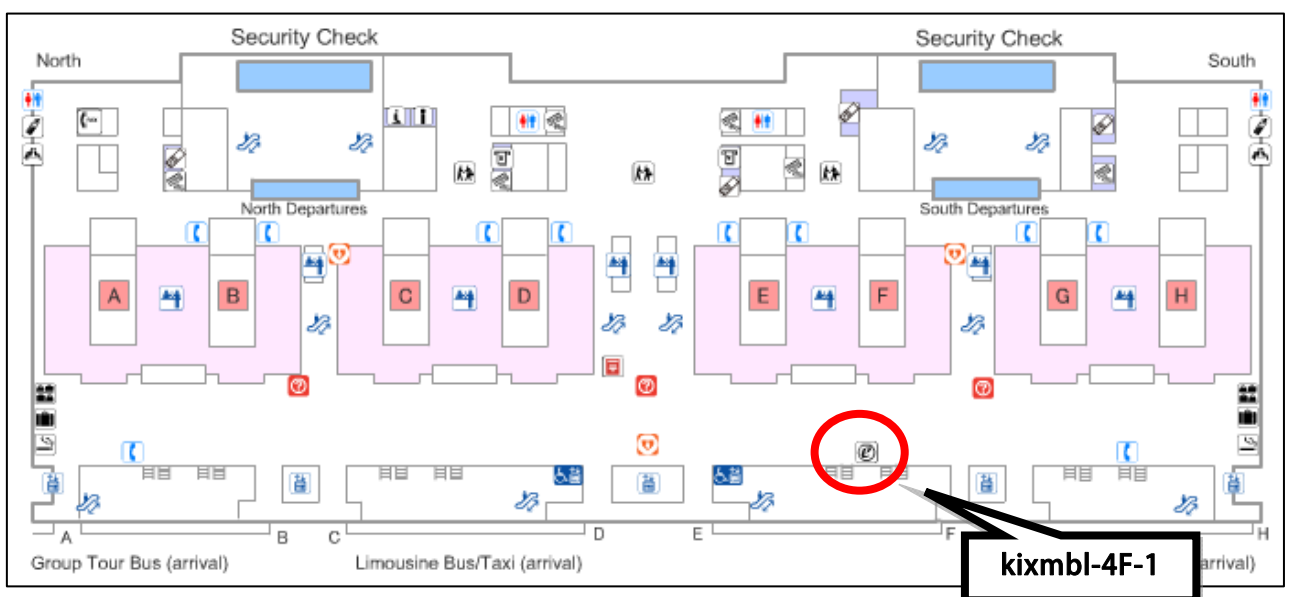 Security Check
Security Check
North
South
North Departures
South Departures
A
B
C
D
E
F
G
H
A
B
C
D
E
F
H
Group Tour Bus (arrival)
Limousine Bus/Taxi (arrival)
arrival)
kixmbl-4F-1